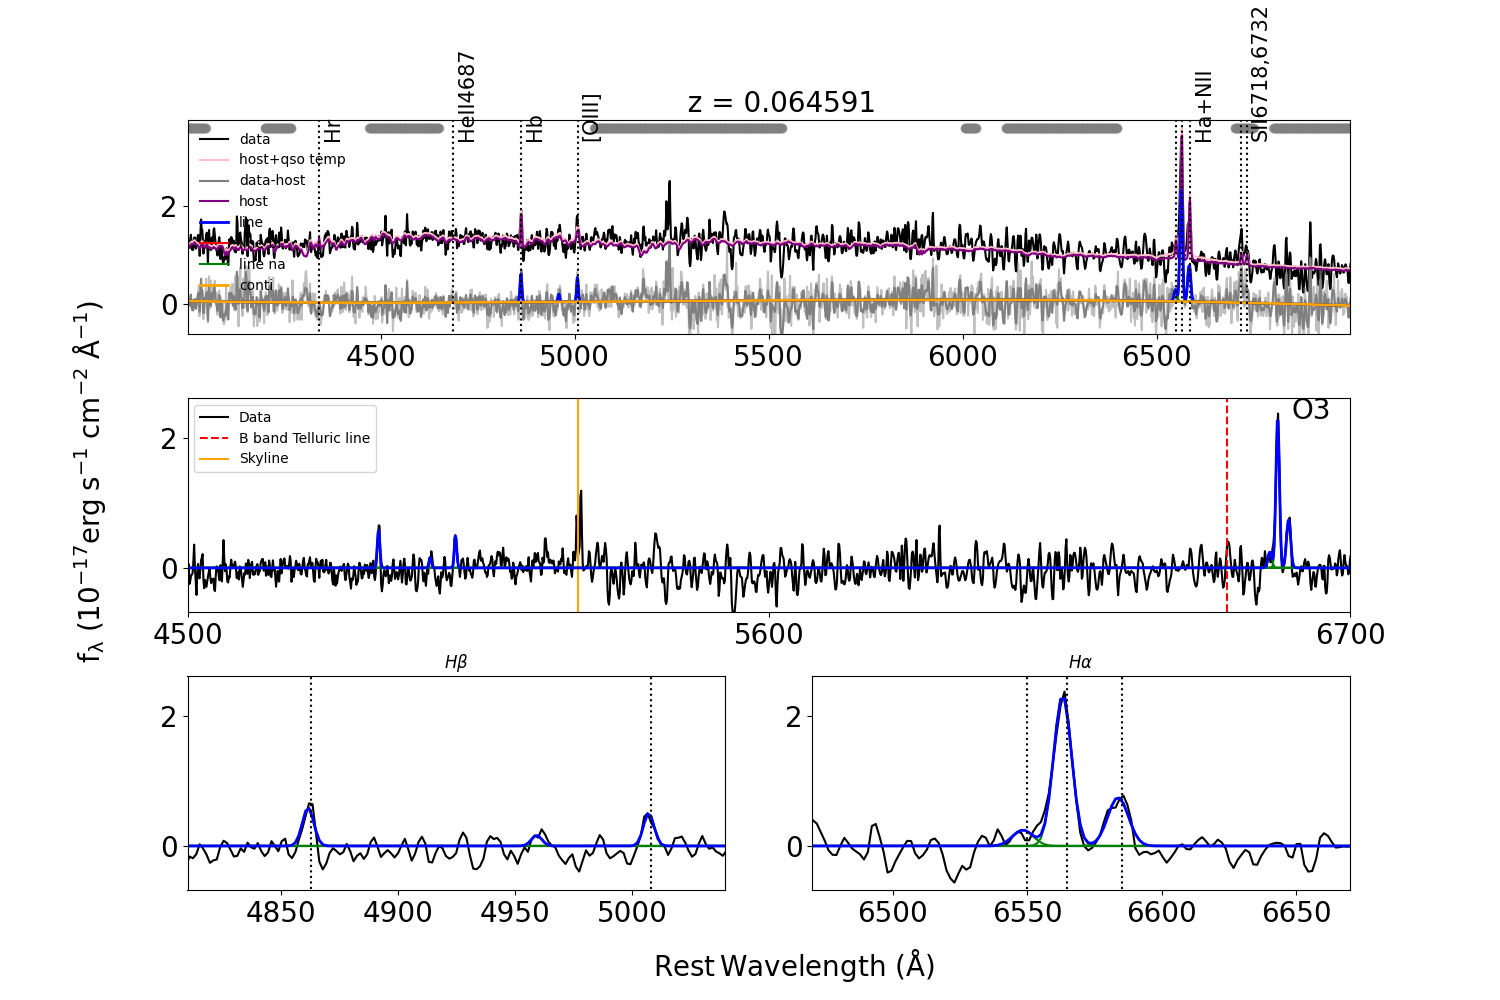 z = 0.064591
Hr
HeII4687
Hb
[OIII]
Ha+NII
SII6718,6732
data
host+qso temp
data-host
host
line
line na
conti
2
0
4500 5000 5500 6000 6500
Data
B band Telluric line
Skyline
O3
2
0
4500 5600 6700
f_λ (10⁻¹⁷erg s⁻¹ cm⁻² Å⁻¹)
Hβ
2
0
4850 4900 4950 5000
Hα
2
0
6500 6550 6600 6650
Rest Wavelength (Å)